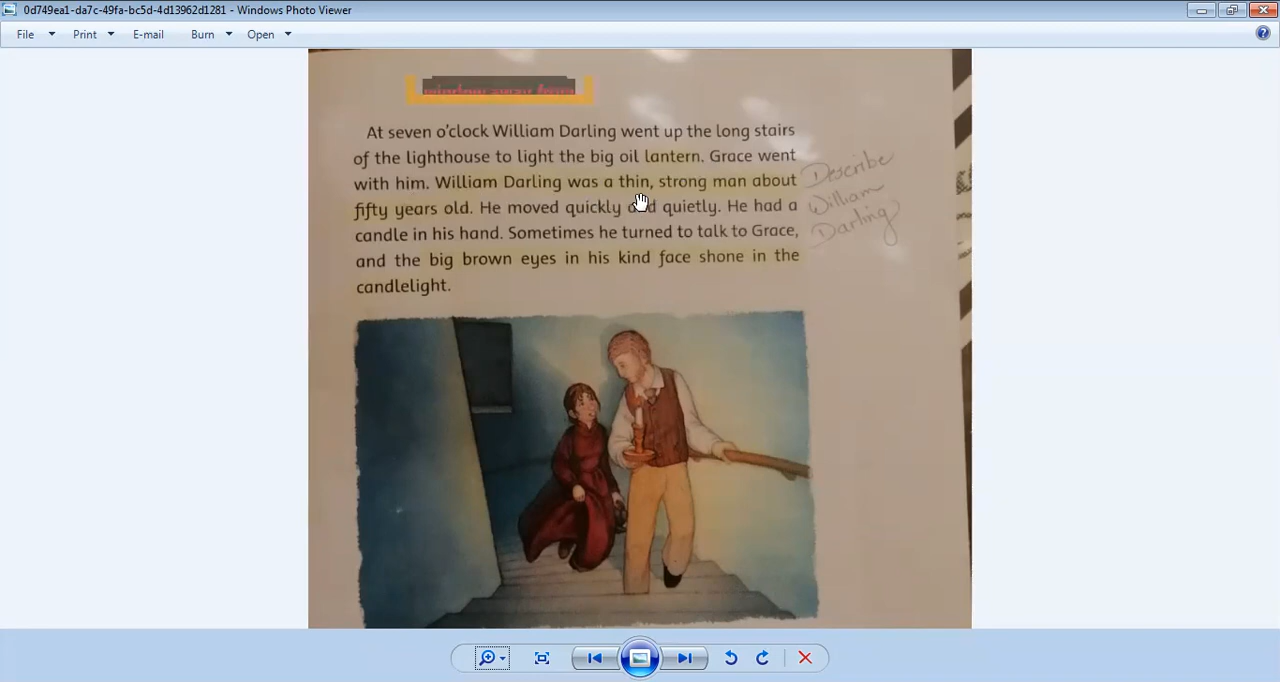 0d749ea1-da7c-49fa-bc5d-4d13962d1281 - Windows Photo Viewer
File Print E-mail Burn Open
window away from
At seven o'clock William Darling went up the long stairs
of the lighthouse to light the big oil lantern. Grace went
with him. William Darling was a thin, strong man about
fifty years old. He moved quickly and quietly. He had a
candle in his hand. Sometimes he turned to talk to Grace,
and the big brown eyes in his kind face shone in the
candlelight.
Describe
William
Darling